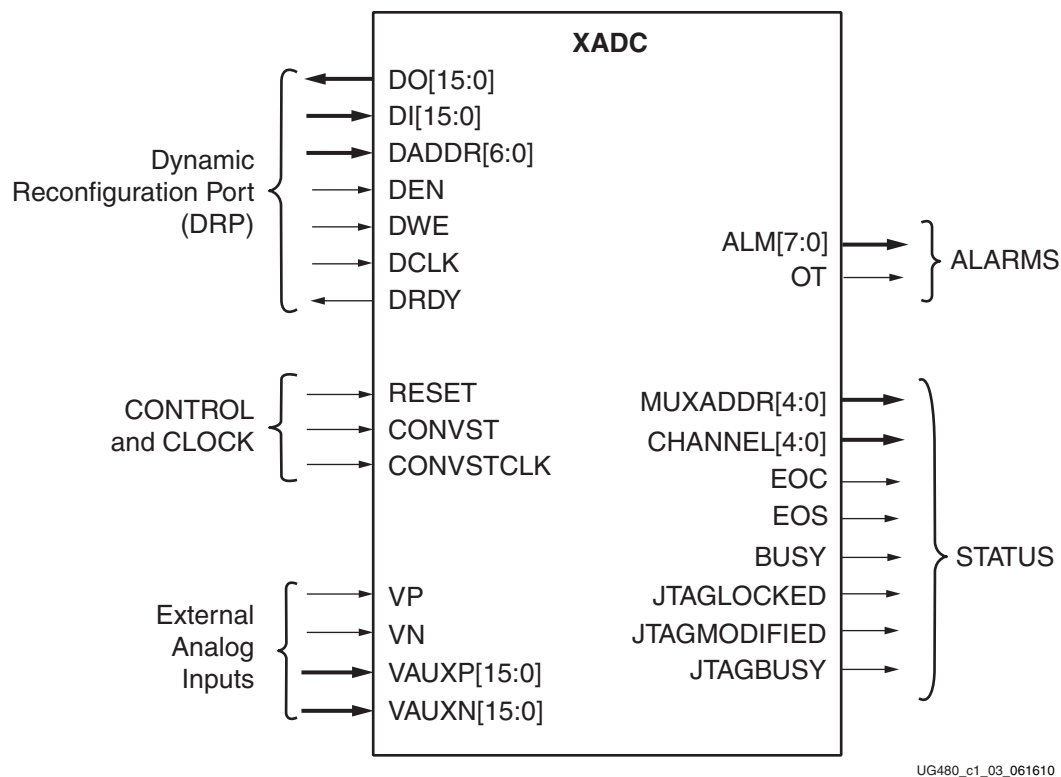 XADC
DO[15:0]
DI[15:0]
DADDR[6:0]
DEN
DWE
DCLK
DRDY
Dynamic
Reconfiguration Port
(DRP)
RESET
CONVST
CONVSTCLK
CONTROL
and CLOCK
VP
VN
VAUXP[15:0]
VAUXN[15:0]
External
Analog
Inputs
ALM[7:0]
OT
ALARMS
MUXADDR[4:0]
CHANNEL[4:0]
EOC
EOS
BUSY
JTAGLOCKED
JTAGMODIFIED
JTAGBUSY
STATUS
UG480_c1_03_061610